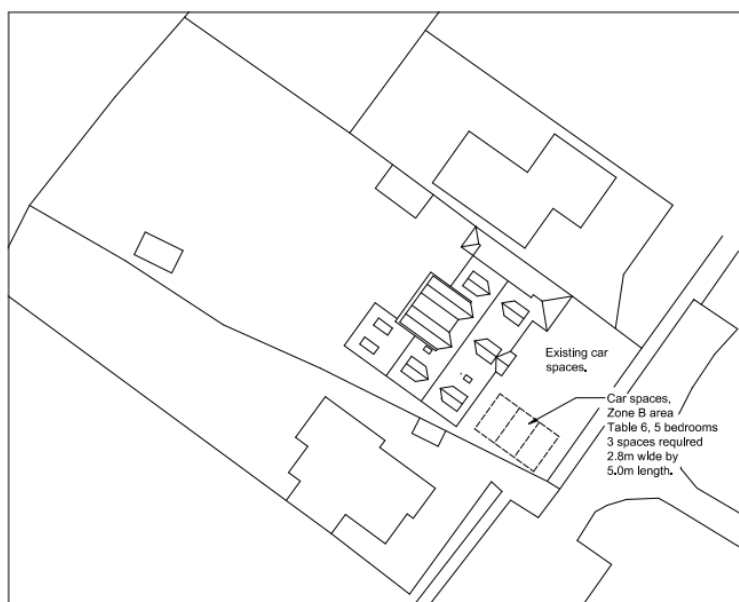 Existing car
spaces.
Car spaces,
Zone B area
Table 6, 5 bedrooms
3 spaces required
2.8m wide by
5.0m length.